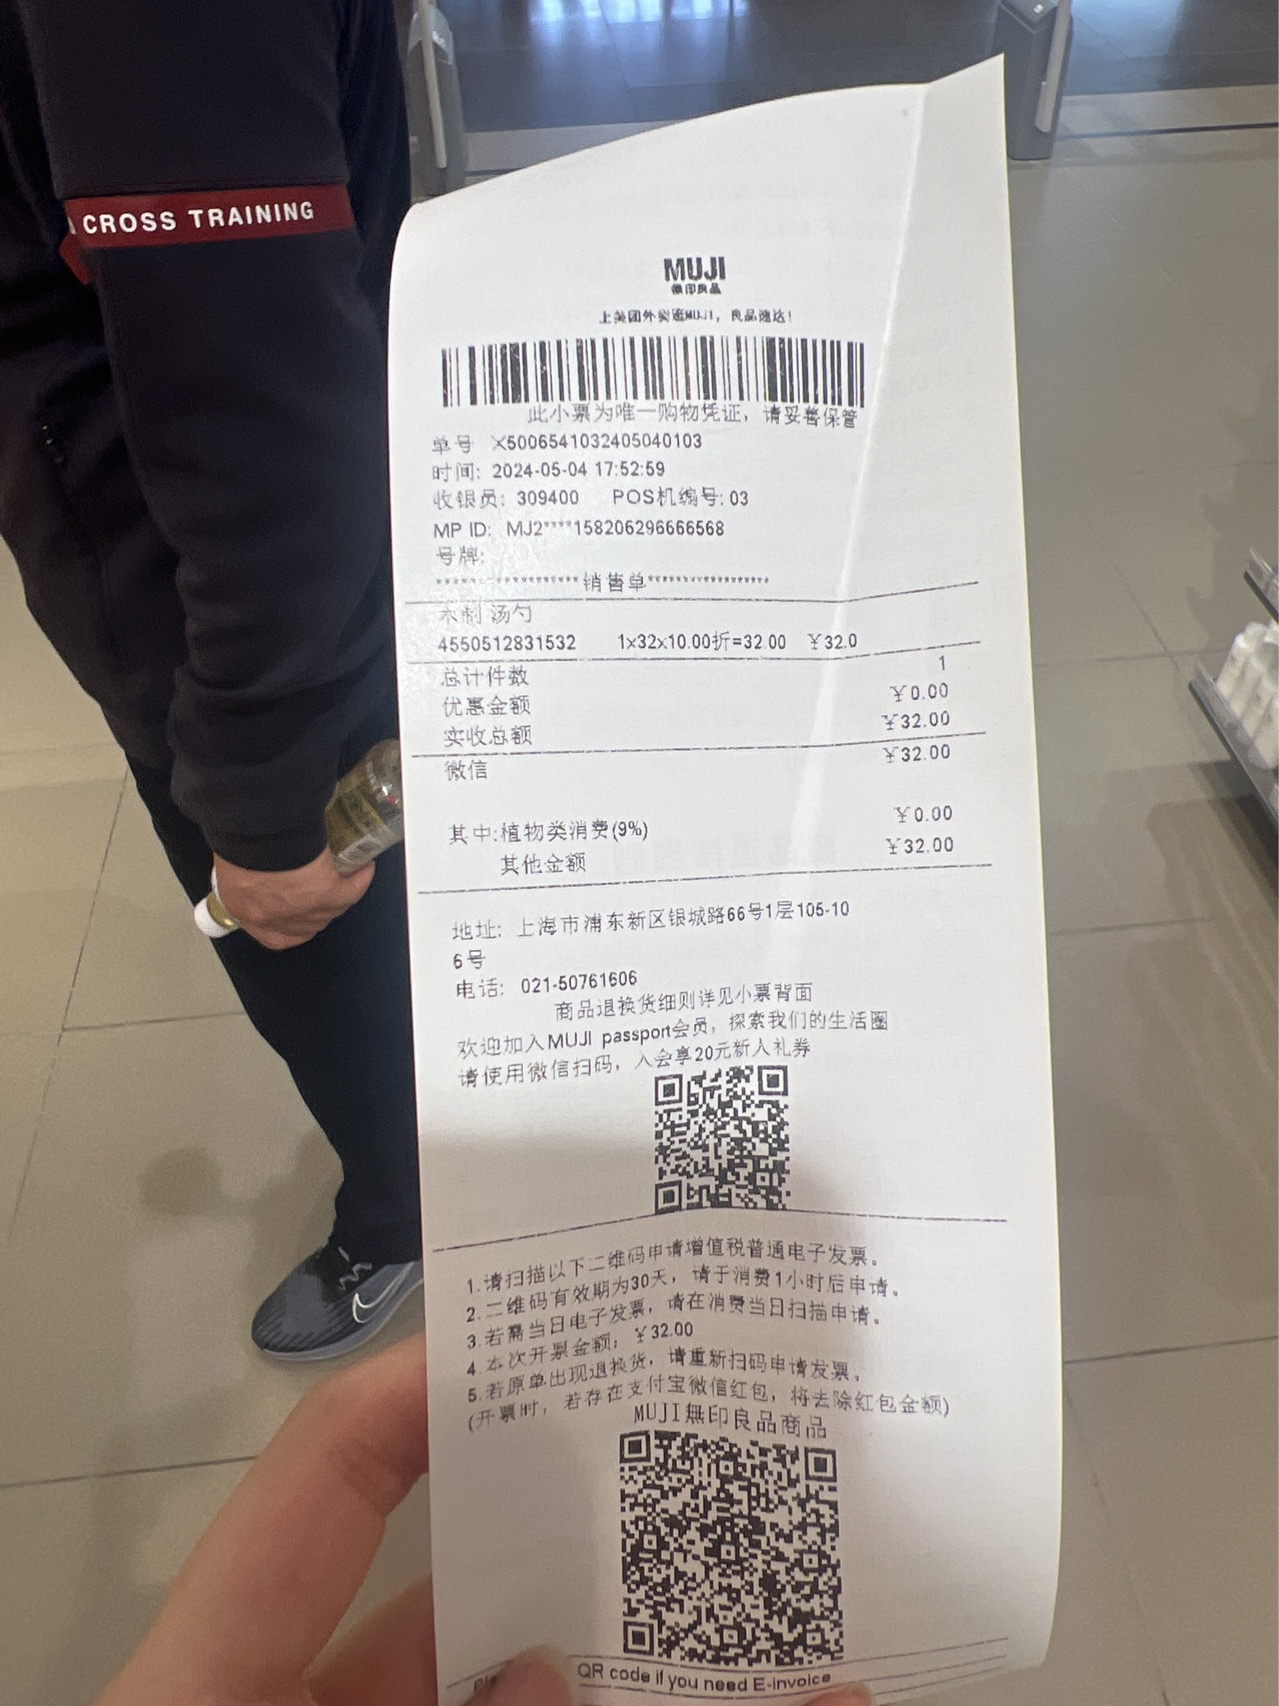 CROSS TRAINING
MUJI
無印良品
上美团外卖逛MUJI，良品速达！
此小票为唯一购物凭证，请妥善保管
单号 X5006541032405040103
时间: 2024-05-04 17:52:59
收银员: 309400 POS机编号: 03
MP ID: MJ2****158206296666568
号牌:
********************销售单*****************
木制 汤勺
4550512831532 1x32x10.00折=32.00 ¥32.0
总计件数 1
优惠金额 ¥0.00
实收总额 ¥32.00
微信 ¥32.00
其中:植物类消费(9%) ¥0.00
其他金额 ¥32.00
地址: 上海市浦东新区银城路66号1层105-10
6号
电话: 021-50761606
商品退换货细则详见小票背面
欢迎加入MUJI passport会员，探索我们的生活圈
请使用微信扫码，入会享20元新人礼券
1.请扫描以下二维码申请增值税普通电子发票。
2.二维码有效期为30天，请于消费1小时后申请。
3.若需当日电子发票，请在消费当日扫描申请。
4.本次开票金额: ¥32.00
5.若原单出现退换货，请重新扫码申请发票。
(开票时，若存在支付宝微信红包，将去除红包金额)
MUJI無印良品商品
QR code if you need E-invoice